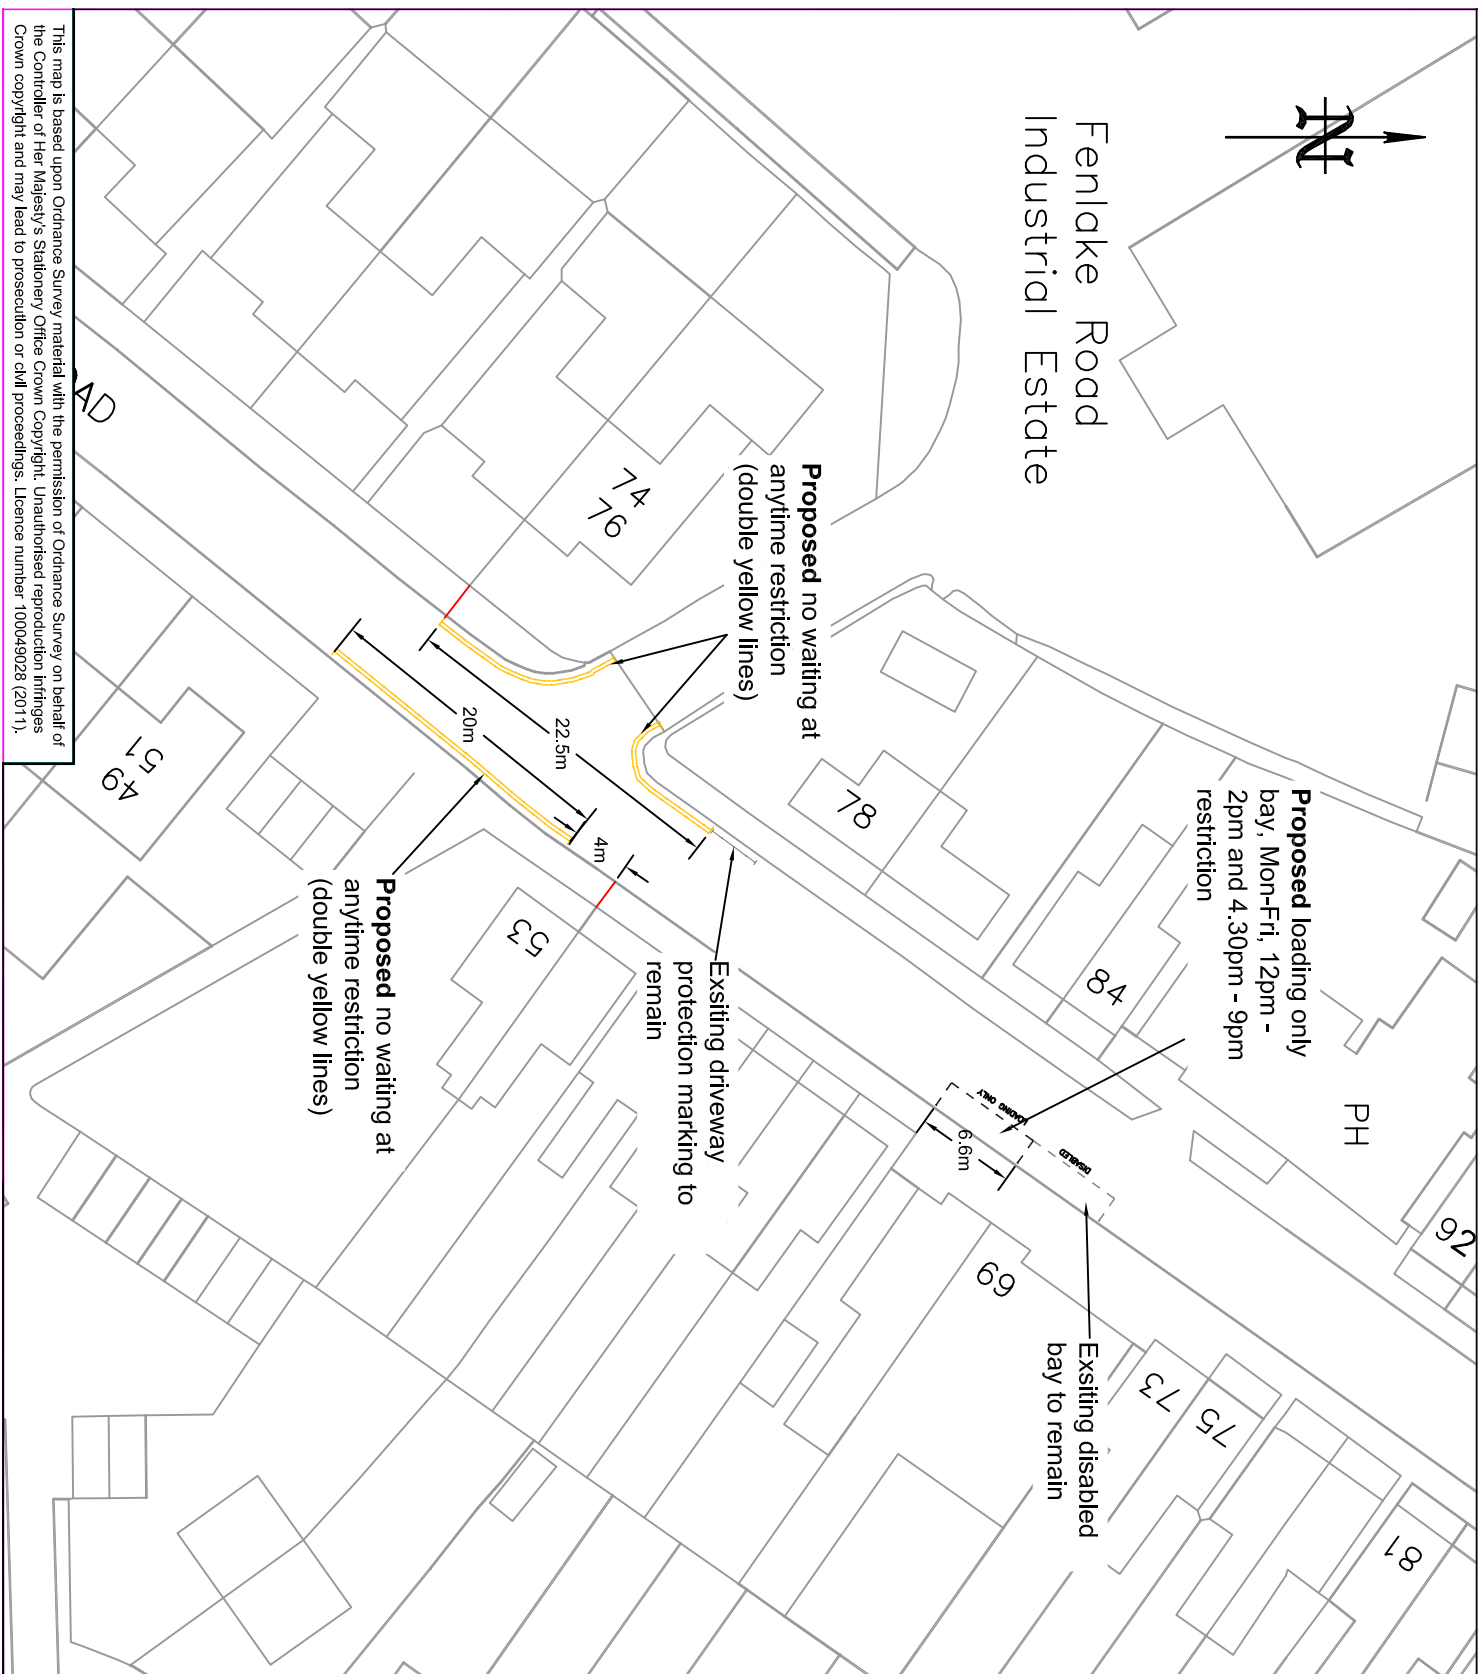 N
Fenlake Road
Industrial Estate
Proposed loading only
bay, Mon-Fri, 12pm -
2pm and 4.30pm - 9pm
restriction
PH
92
84
78
Proposed no waiting at
anytime restriction
(double yellow lines)
74
76
LOADING ONLY
DISABLED
6.6m
Exsiting disabled
bay to remain
Exsiting driveway
protection marking to
remain
22.5m
20m
4m
Proposed no waiting at
anytime restriction
(double yellow lines)
53
69
73
75
81
51
49
OAD
This map is based upon Ordnance Survey material with the permission of Ordnance Survey on behalf of
the Controller of Her Majesty's Stationery Office Crown Copyright. Unauthorised reproduction infringes
Crown copyright and may lead to prosecution or civil proceedings. Licence number 100049028 (2011).